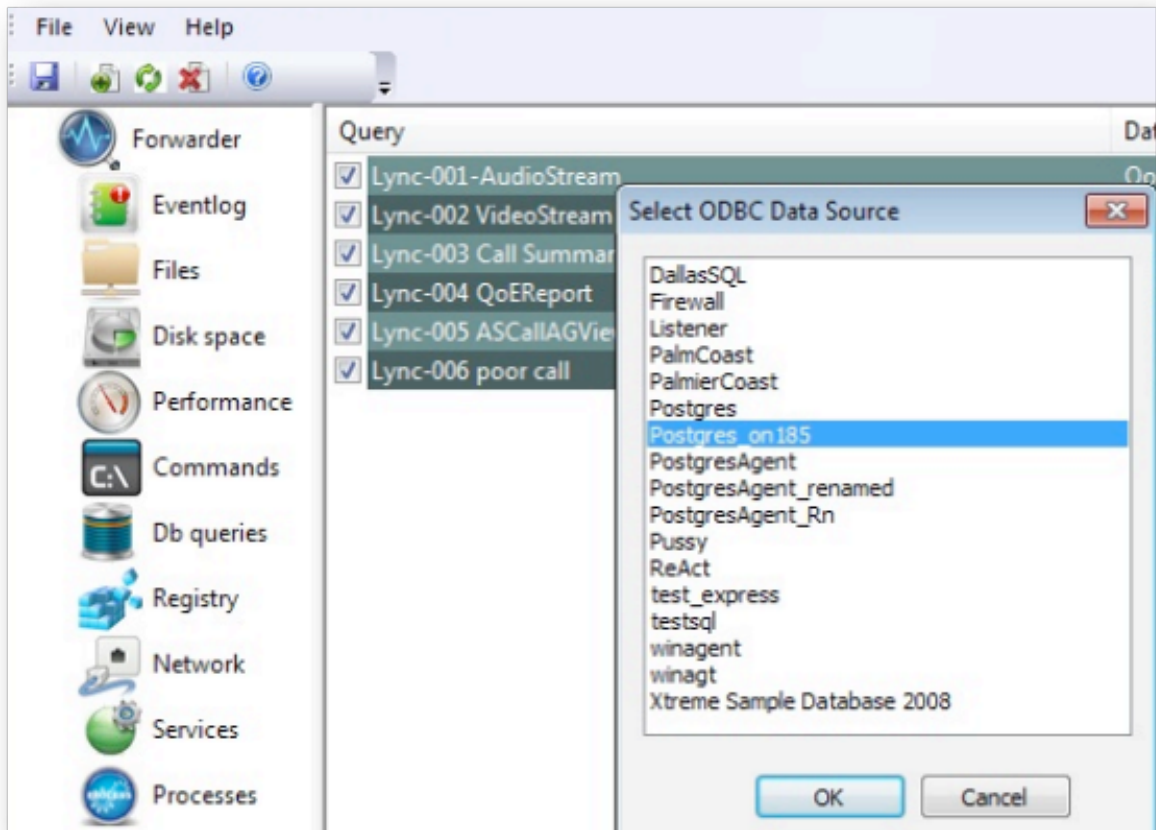 File View Help
Forwarder
Eventlog
Files
Disk space
Performance
C:\
Commands
Db queries
Registry
Network
Services
Processes
Query Dat
Lync-001-AudioStream Qo
Lync-002 VideoStream
Lync-003 Call Summar
Lync-004 QoEReport
Lync-005 ASCallAGVie
Lync-006 poor call
Select ODBC Data Source
DallasSQL
Firewall
Listener
PalmCoast
PalmierCoast
Postgres
Postgres_on185
PostgresAgent
PostgresAgent_renamed
PostgresAgent_Rn
Pussy
ReAct
test_express
testsql
winagent
winagt
Xtreme Sample Database 2008
OK Cancel